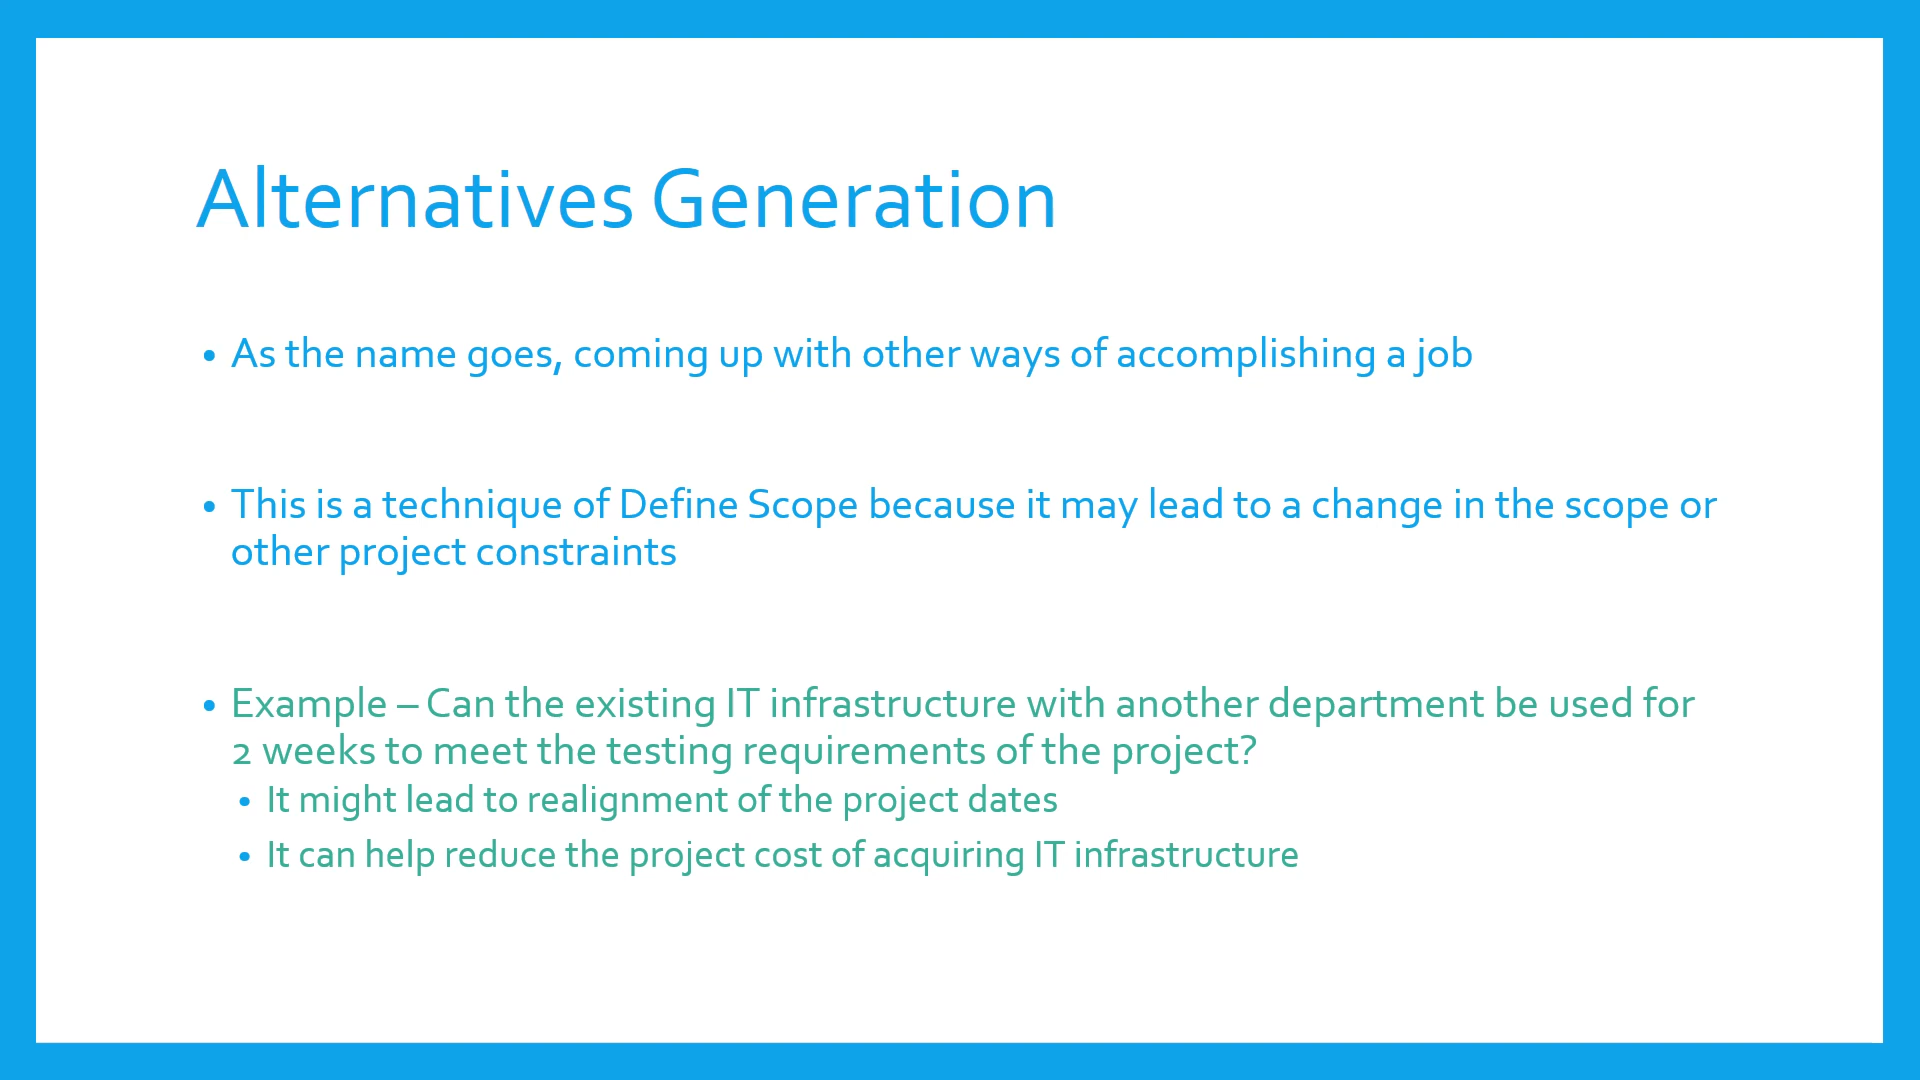 Alternatives Generation
• As the name goes, coming up with other ways of accomplishing a job
• This is a technique of Define Scope because it may lead to a change in the scope or
other project constraints
• Example – Can the existing IT infrastructure with another department be used for
2 weeks to meet the testing requirements of the project?
• It might lead to realignment of the project dates
• It can help reduce the project cost of acquiring IT infrastructure